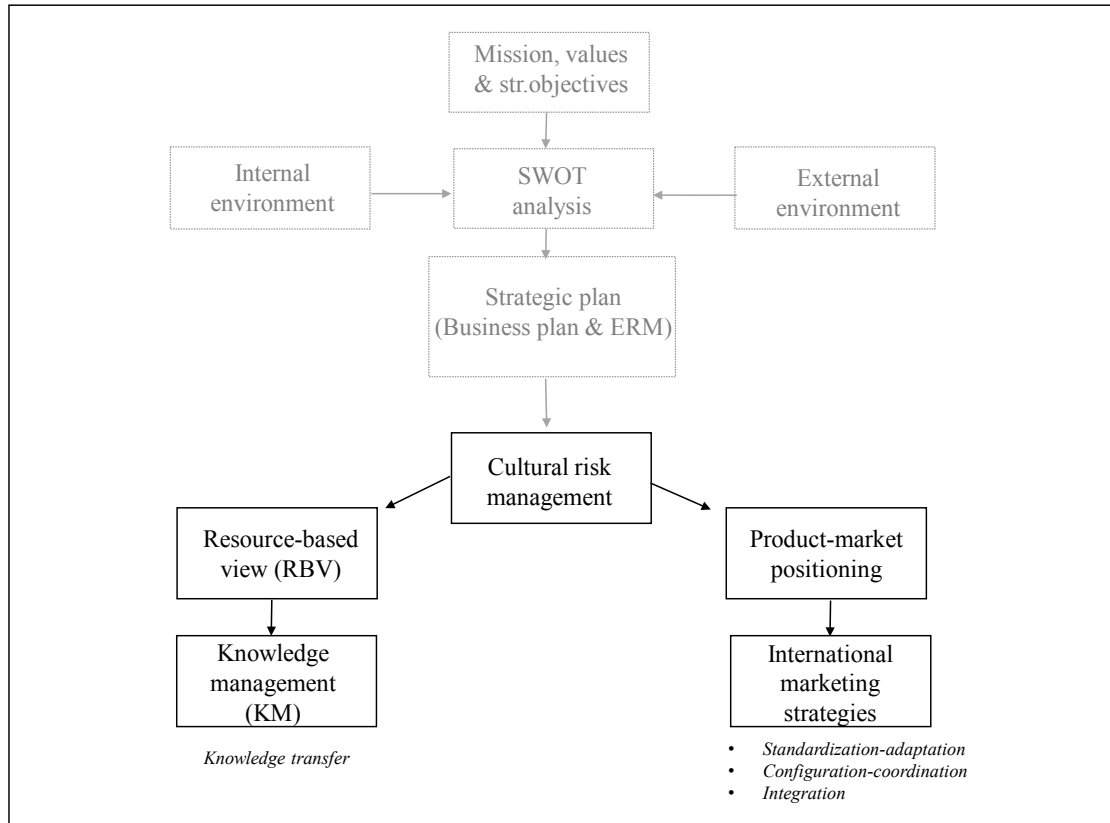 Mission, values
& str.objectives
Internal
environment
SWOT
analysis
External
environment
Strategic plan
(Business plan & ERM)
Cultural risk
management
Resource-based
view (RBV)
Product-market
positioning
Knowledge
management
(KM)
International
marketing
strategies
Knowledge transfer
• Standardization-adaptation
• Configuration-coordination
• Integration